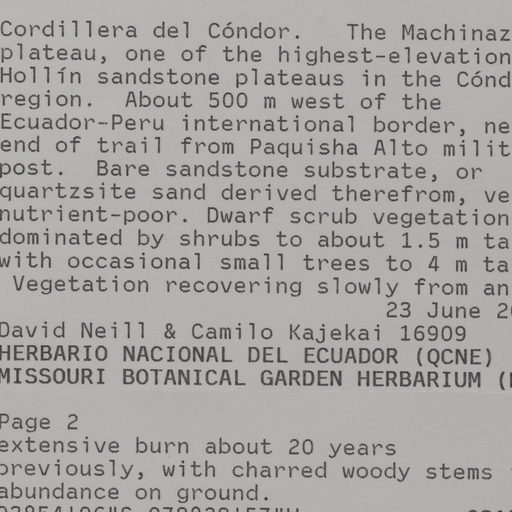 Cordillera del Cóndor.   The Machinaz
plateau, one of the highest-elevation
Hollín sandstone plateaus in the Cónd
region.  About 500 m west of the
Ecuador-Peru international border, ne
end of trail from Paquisha Alto milit
post.  Bare sandstone substrate, or
quartzsite sand derived therefrom, ve
nutrient-poor. Dwarf scrub vegetation
dominated by shrubs to about 1.5 m ta
with occasional small trees to 4 m ta
 Vegetation recovering slowly from an
23 June 2
David Neill & Camilo Kajekai 16909
HERBARIO NACIONAL DEL ECUADOR (QCNE)
MISSOURI BOTANICAL GARDEN HERBARIUM (
Page 2
extensive burn about 20 years
previously, with charred woody stems
abundance on ground.